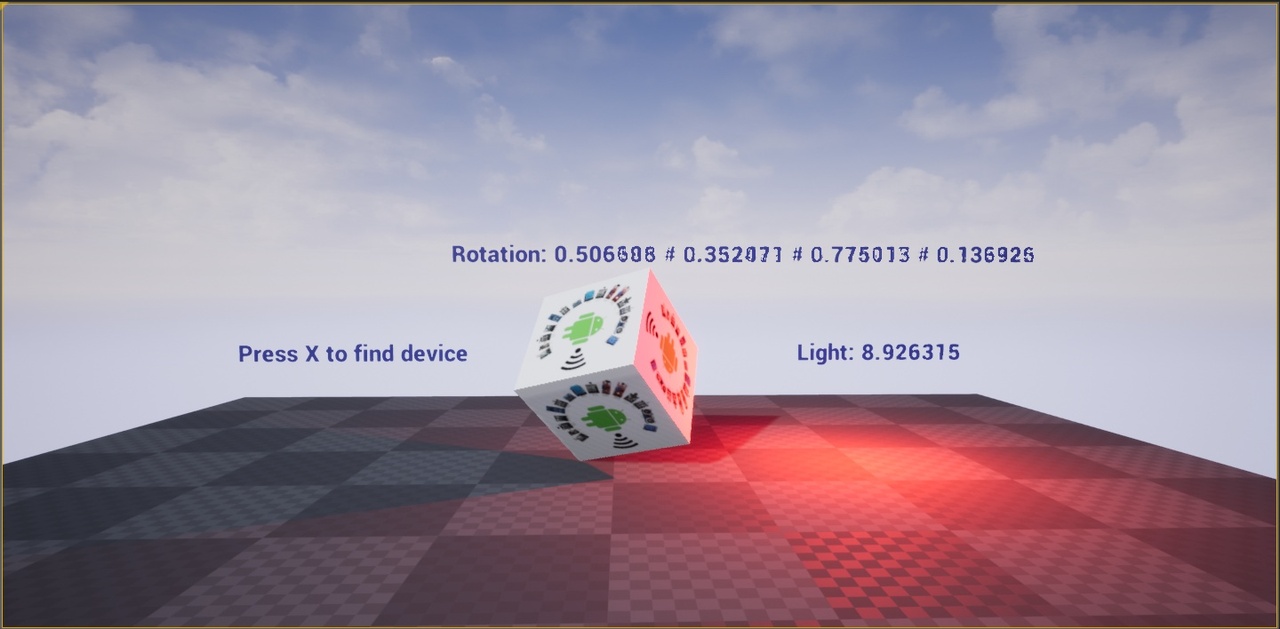 Rotation: 0.506608 # 0.352071 # 0.775013 # 0.136926
Press X to find device
Light: 8.926315